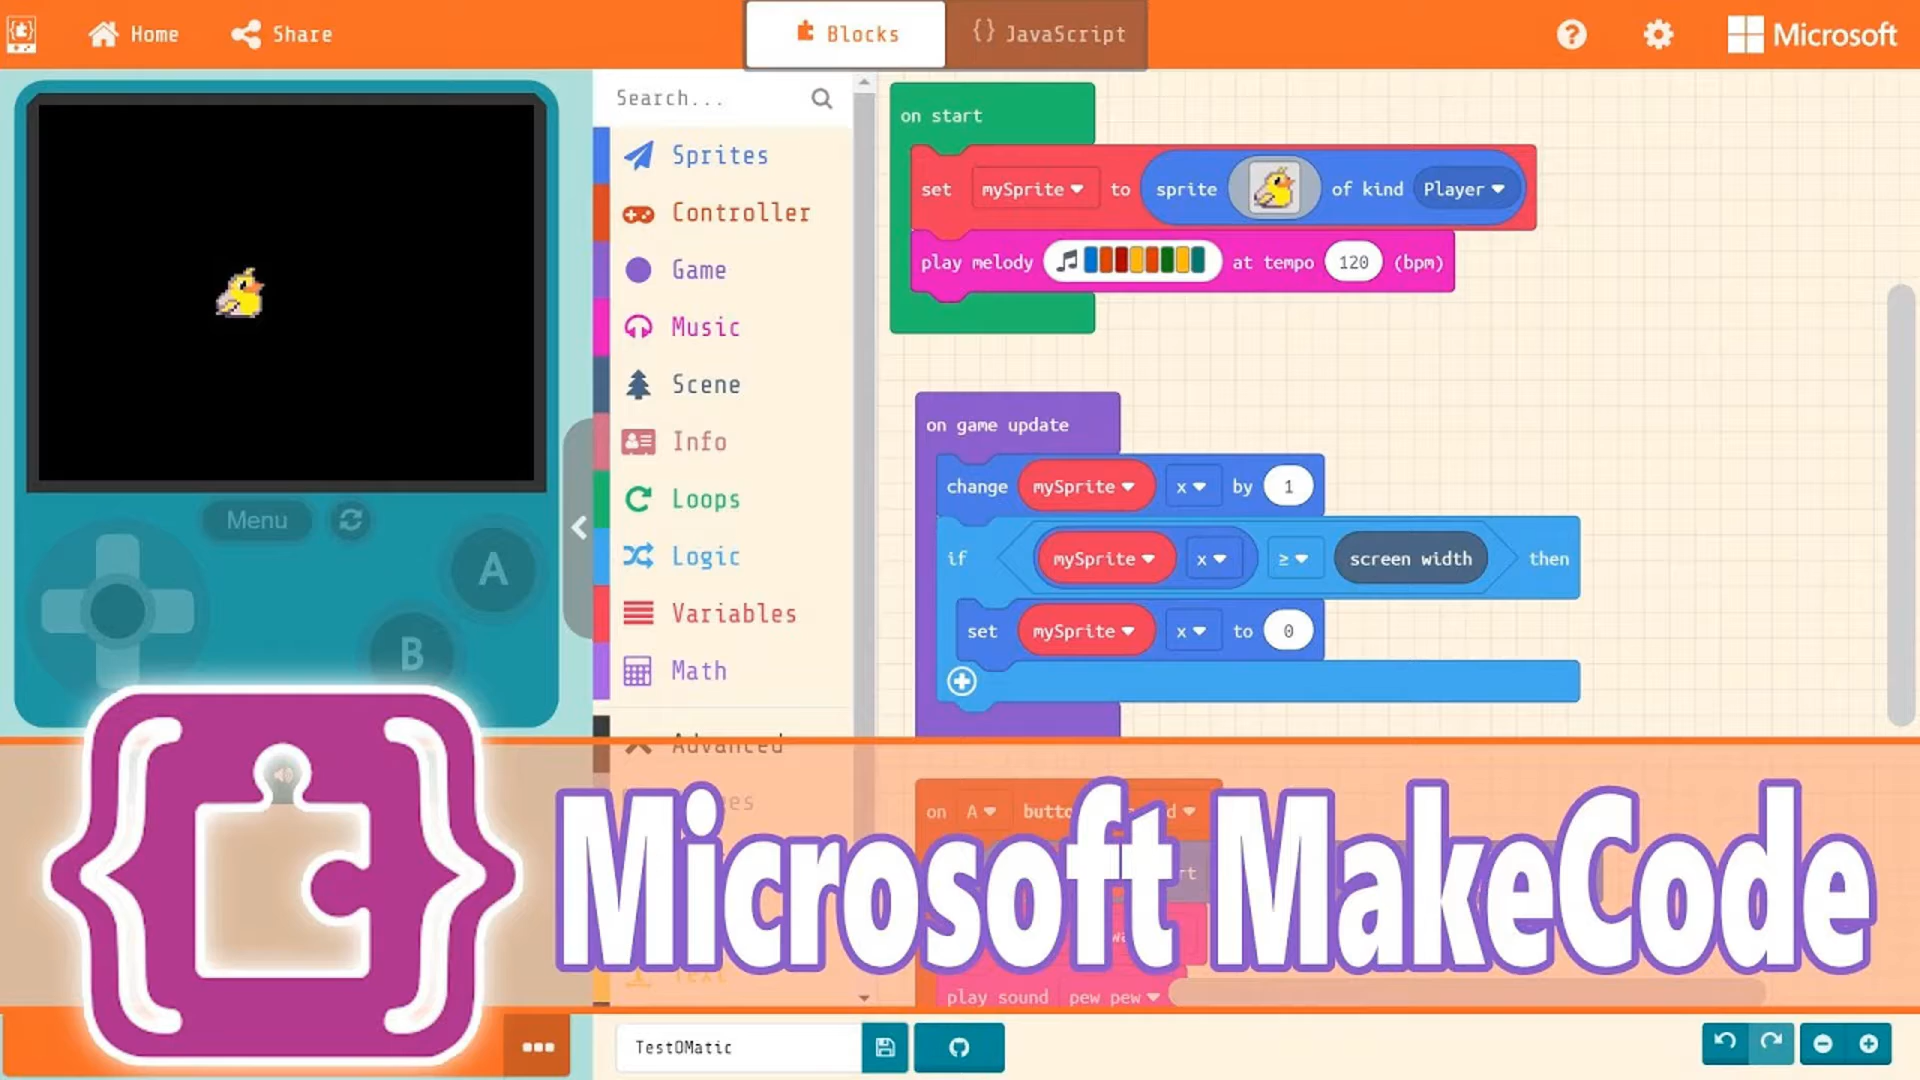 Home
Share
Blocks
{} JavaScript
Microsoft
Search...
Sprites
Controller
Game
Music
Scene
Info
Loops
Logic
Variables
Math
Advanced
Menu
A
B
on start
set mySprite to sprite of kind Player
play melody at tempo 120 (bpm)
on game update
change mySprite x by 1
if mySprite x ≥ screen width then
set mySprite x to 0
on A
play sound pew pew
Microsoft MakeCode
TestOMatic